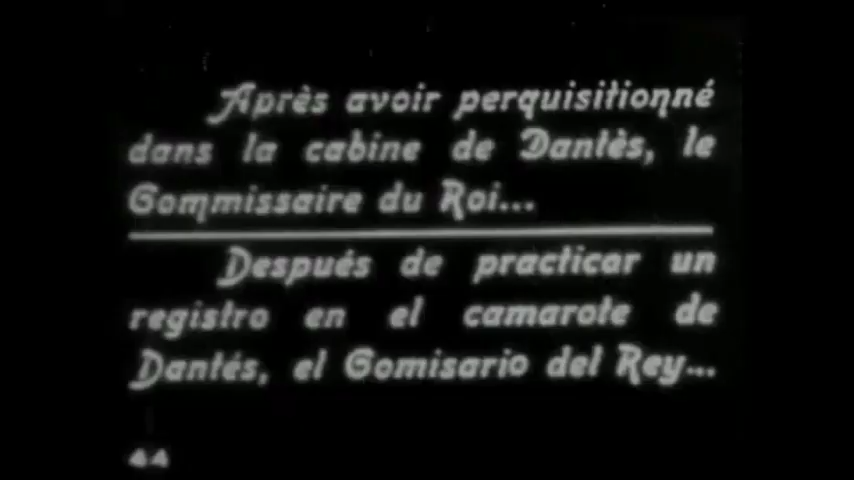 Après avoir perquisitionné
dans la cabine de Dantès, le
Commissaire du Roi...
Después de practicar un
registro en el camarote de
Dantés, el Comisario del Rey...
44